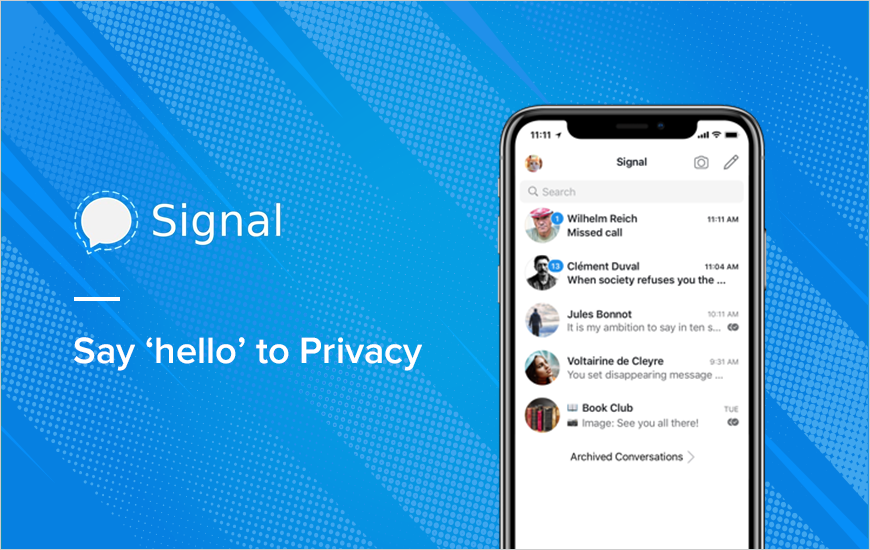 Signal
Say ‘hello’ to Privacy
11:11
Signal
Search
1
Wilhelm Reich
11:11 AM
Missed call
13
Clément Duval
11:04 AM
When society refuses you the ...
Jules Bonnot
10:11 AM
It is my ambition to say in ten s...
Voltairine de Cleyre
9:31 AM
You set disappearing message ...
Book Club
TUE
Image: See you all there!
Archived Conversations